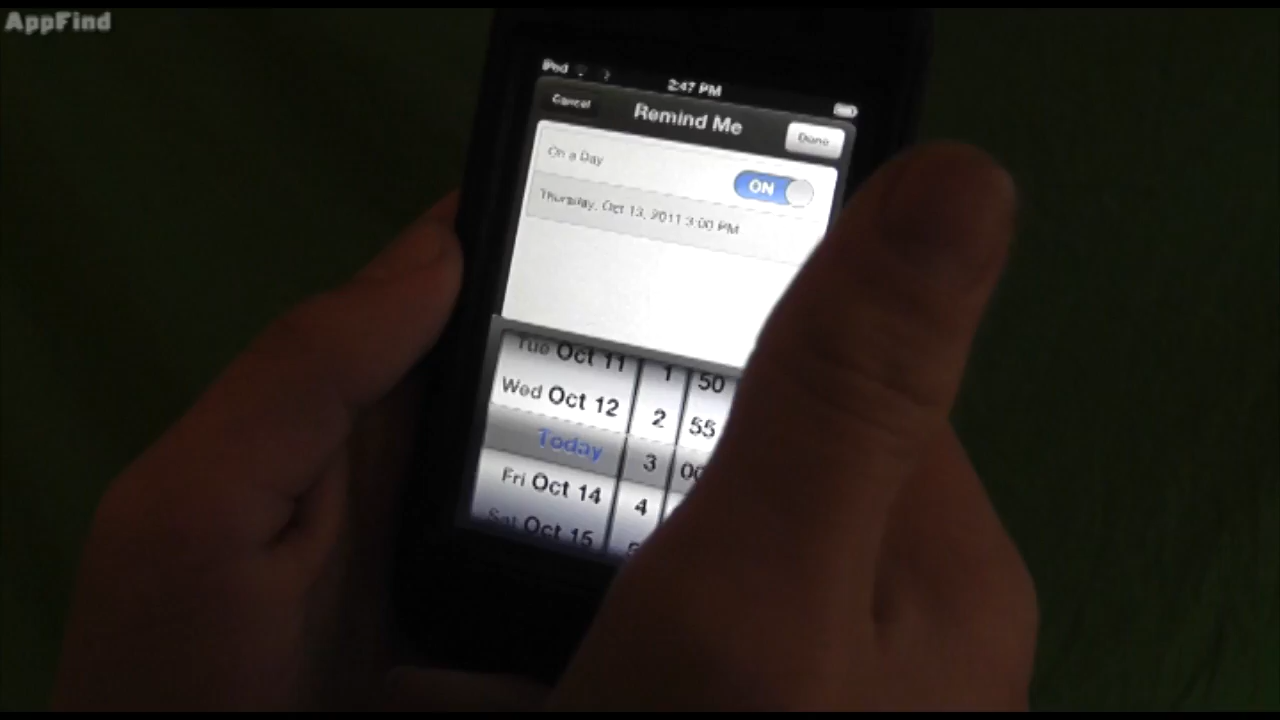 AppFind
iPod
2:47 PM
Cancel
Remind Me
Done
On a Day
ON
Thursday, Oct 13, 2011 3:00 PM
Tue Oct 11 1 50
Wed Oct 12 2 55
Today 3 00
Fri Oct 14 4
Sat Oct 15